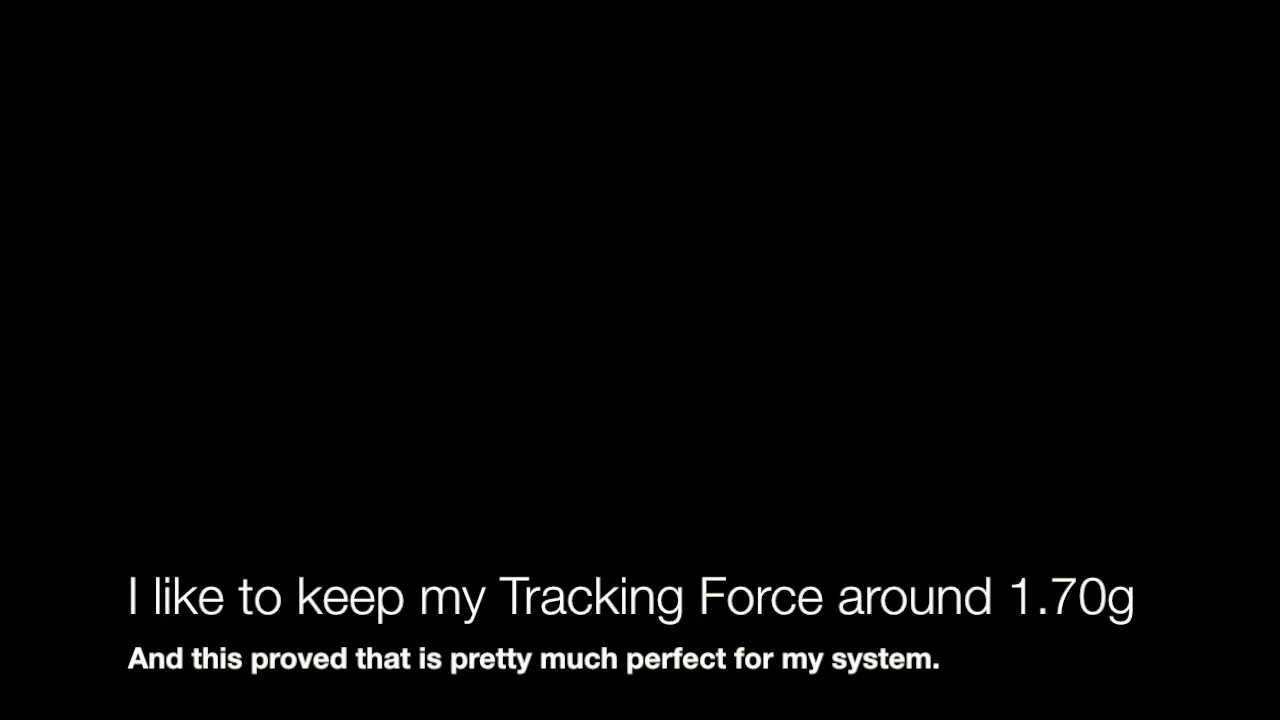 I like to keep my Tracking Force around 1.70g
And this proved that is pretty much perfect for my system.